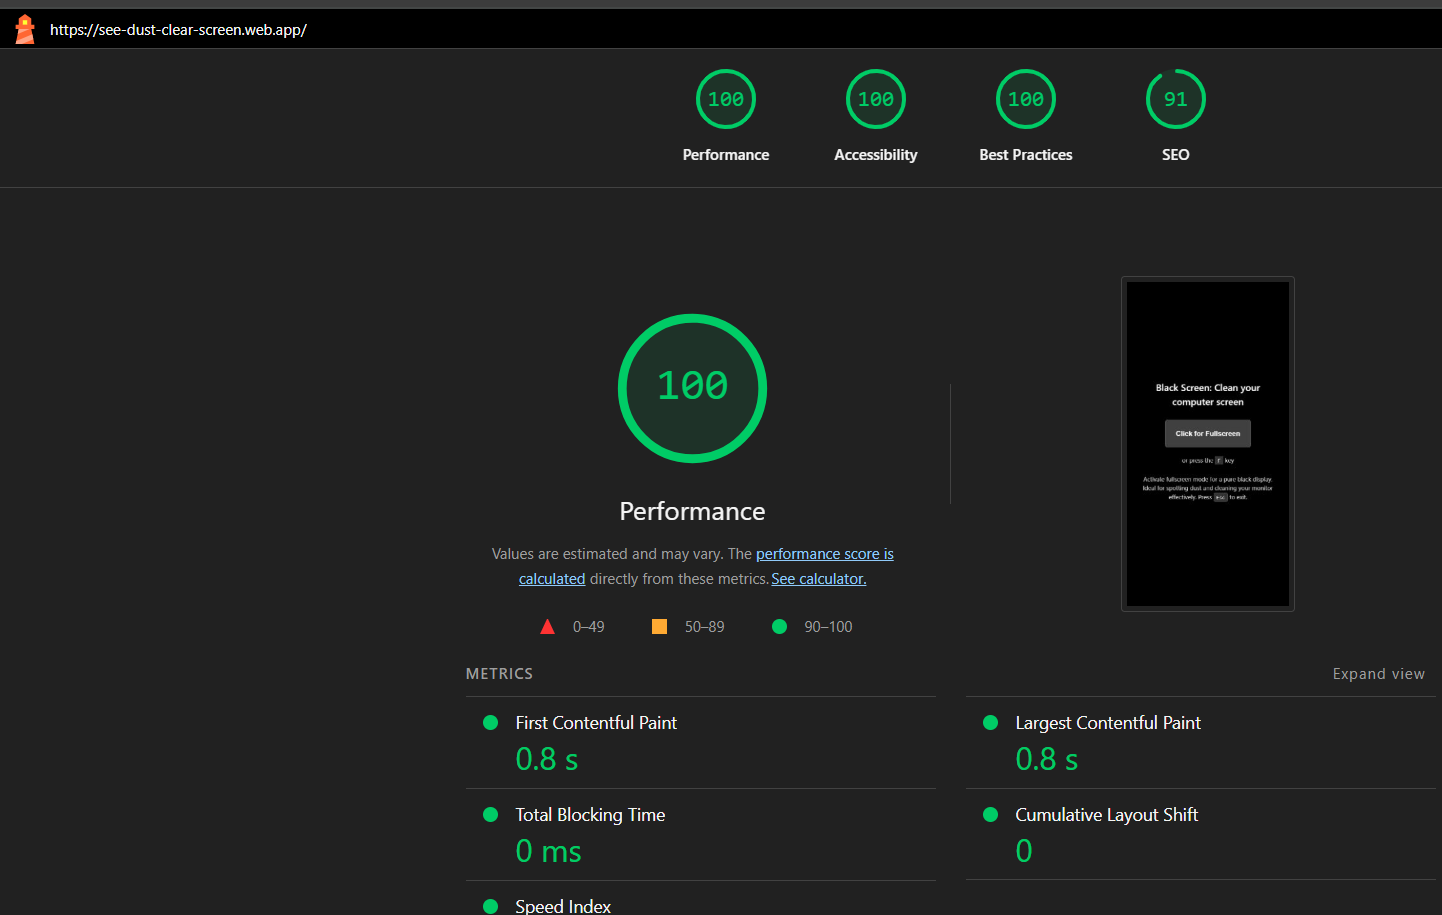 https://see-dust-clear-screen.web.app/
100
100
100
91
Performance
Accessibility
Best Practices
SEO
100
Performance
Values are estimated and may vary. The performance score is
calculated directly from these metrics. See calculator.
0–49
50–89
90–100
Black Screen: Clean your
computer screen
Click for Fullscreen
or press the F key
Activate fullscreen mode for a pure black display.
Ideal for spotting dust and cleaning your monitor
effectively. Press Esc to exit.
METRICS
Expand view
First Contentful Paint
0.8 s
Largest Contentful Paint
0.8 s
Total Blocking Time
0 ms
Cumulative Layout Shift
0
Speed Index